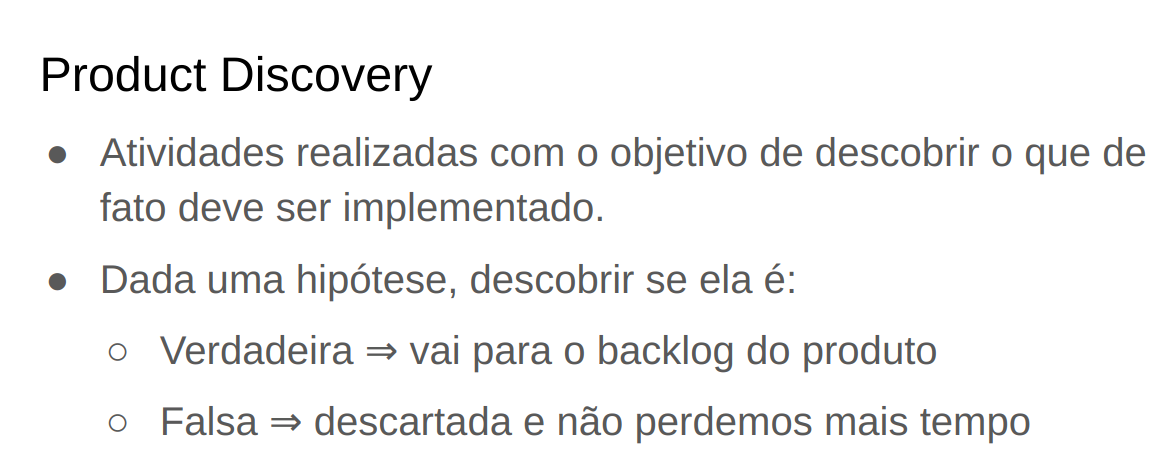 Product Discovery
● Atividades realizadas com o objetivo de descobrir o que de
fato deve ser implementado.
● Dada uma hipótese, descobrir se ela é:
○ Verdadeira ⇒ vai para o backlog do produto
○ Falsa ⇒ descartada e não perdemos mais tempo